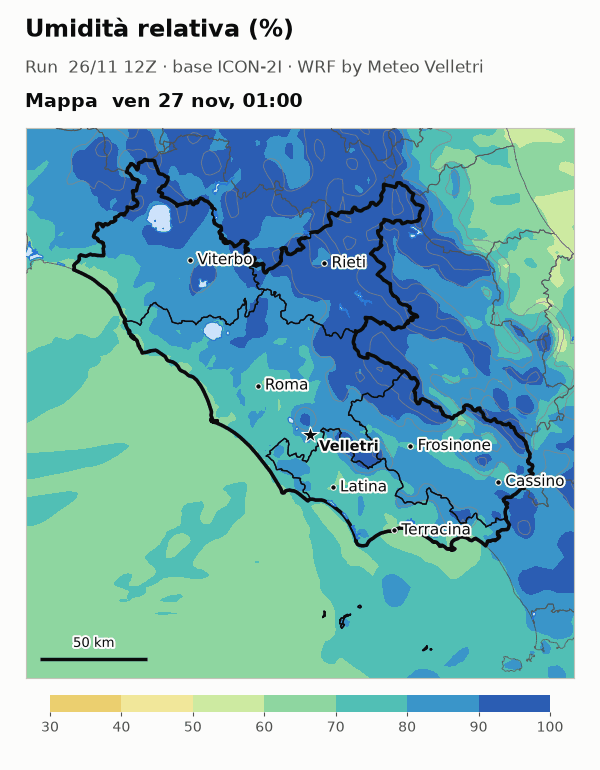 Umidità relativa (%)
Run  26/11 12Z · base ICON-2I · WRF by Meteo Velletri
Mappa  ven 27 nov, 01:00
Viterbo
Rieti
Roma
Velletri
Frosinone
Cassino
Latina
Terracina
50 km
30 40 50 60 70 80 90 100